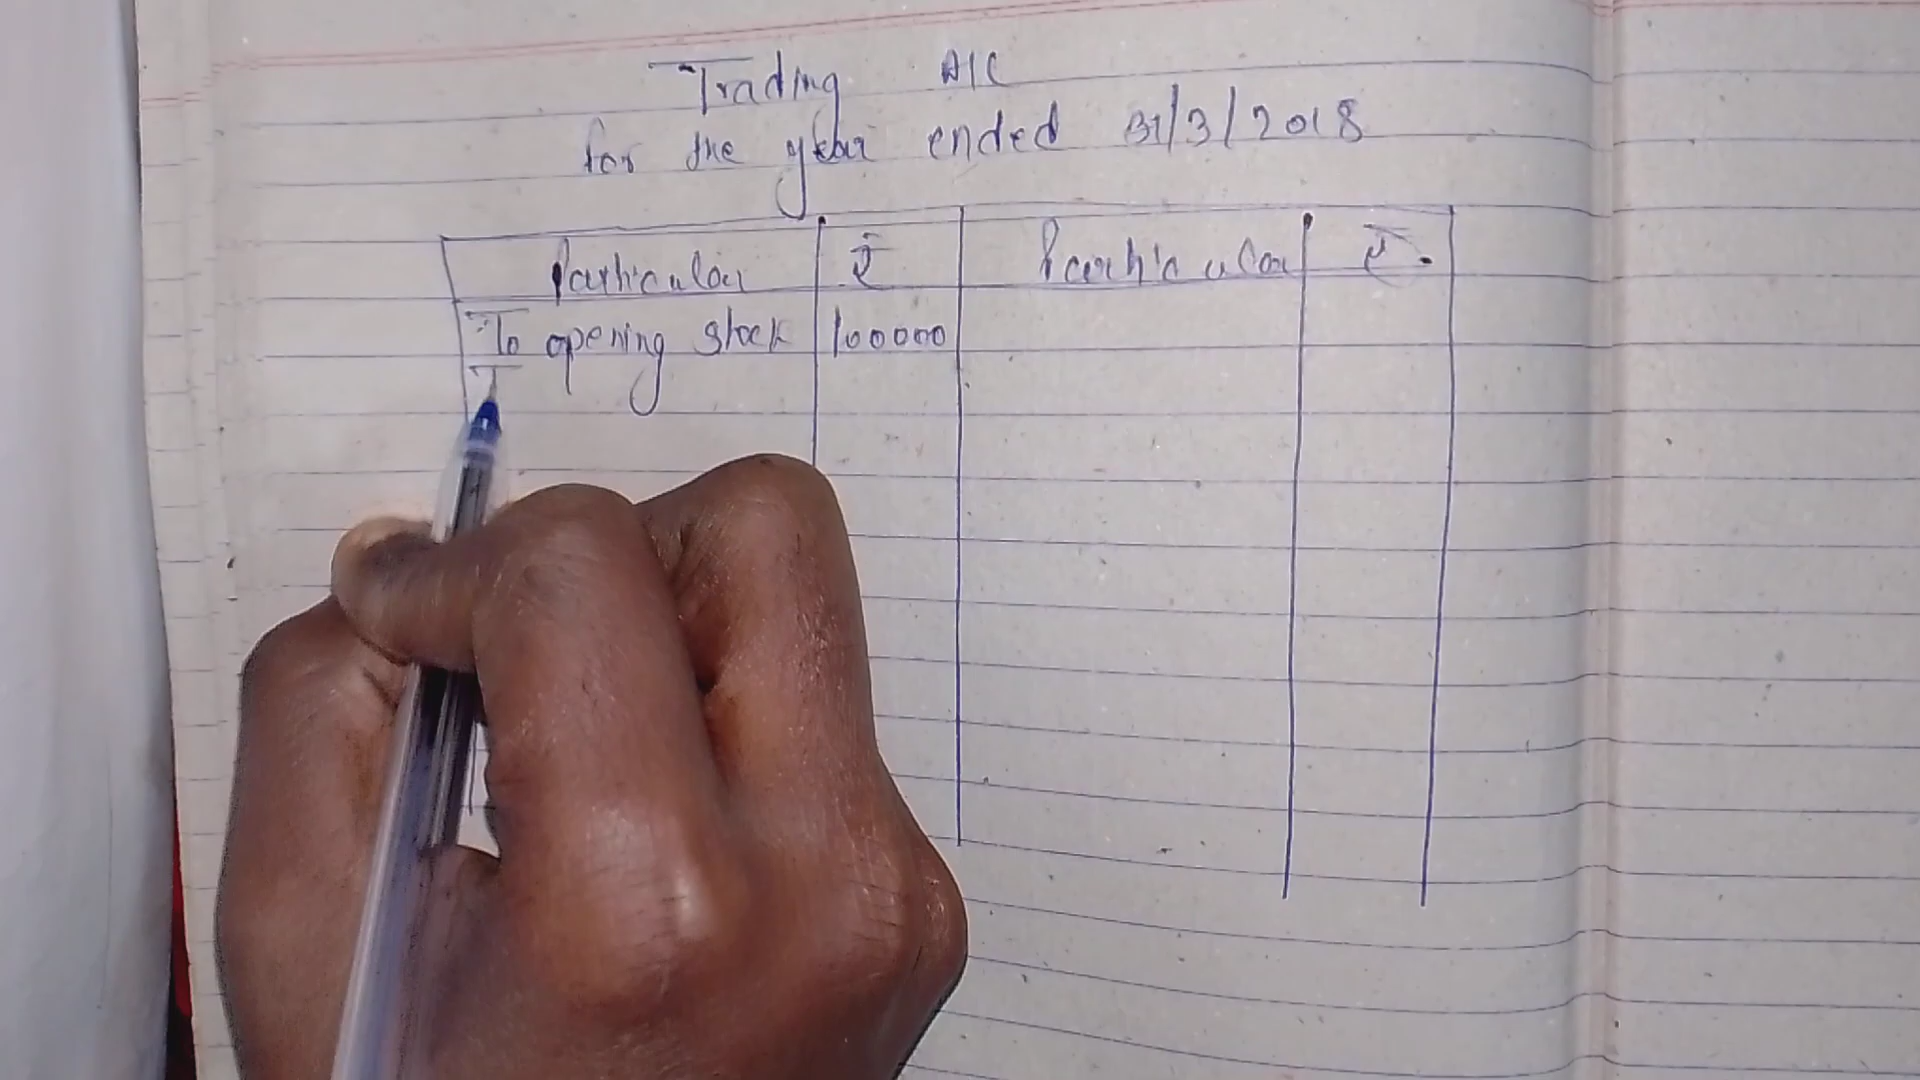 Trading A/C
for the year ended 31/3/2018
Particular ₹ Particular ₹
To opening stock 100000
T